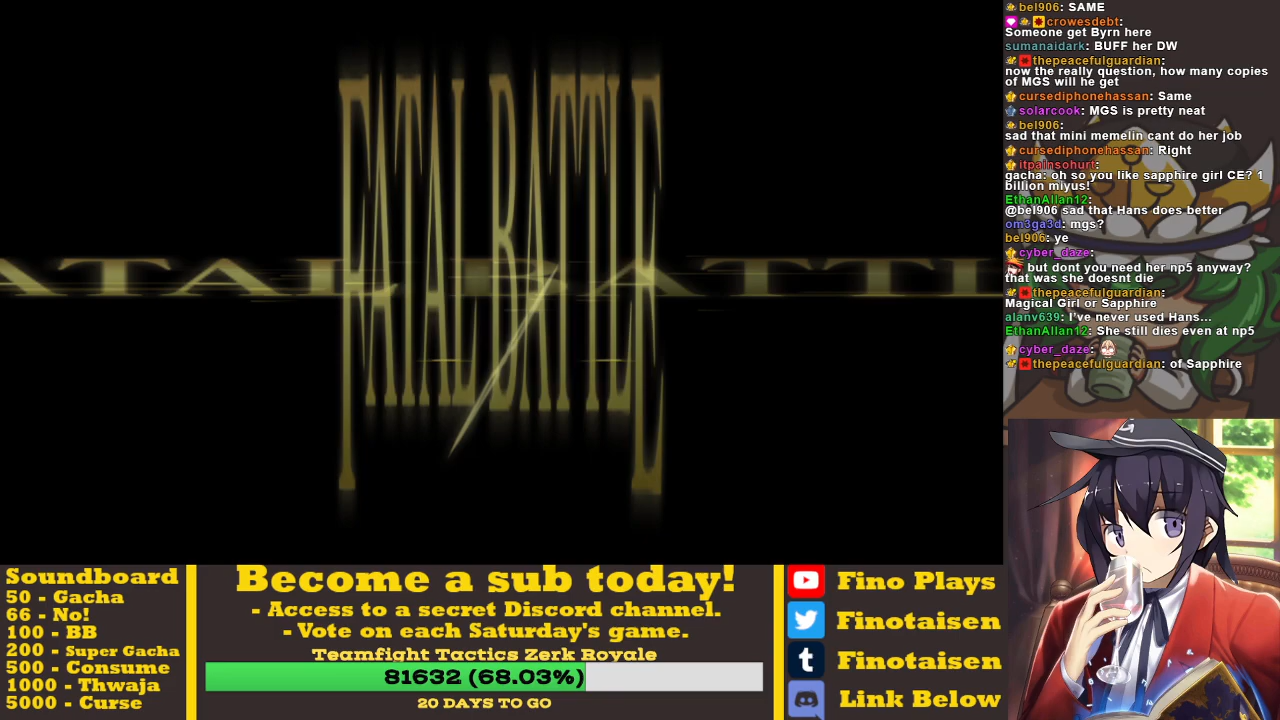 FATAL BATTLE
ATAL BATTL
bel906: SAME
crowesdebt:
Someone get Byrn here
sumanaidark: BUFF her DW
thepeacefulguardian:
now the really question, how many copies
of MGS will he get
cursediphonehassan: Same
solarcook: MGS is pretty neat
bel906:
sad that mini memelin cant do her job
cursediphonehassan: Right
itpainsohurt:
gacha: oh so you like sapphire girl CE? 1
billion miyus!
EthanAllan12:
@bel906 sad that Hans does better
om3ga3d: mgs?
bel906: ye
cyber_daze:
but dont you need her np5 anyway?
that was she doesnt die
thepeacefulguardian:
Magical Girl or Sapphire
alanv639: I've never used Hans...
EthanAllan12: She still dies even at np5
cyber_daze:
thepeacefulguardian: of Sapphire
Soundboard
50 - Gacha
66 - No!
100 - BB
200 - Super Gacha
500 - Consume
1000 - Thwaja
5000 - Curse
Become a sub today!
- Access to a secret Discord channel.
- Vote on each Saturday's game.
Teamfight Tactics Zerk Royale
81632 (68.03%)
20 DAYS TO GO
Fino Plays
Finotaisen
Finotaisen
Link Below